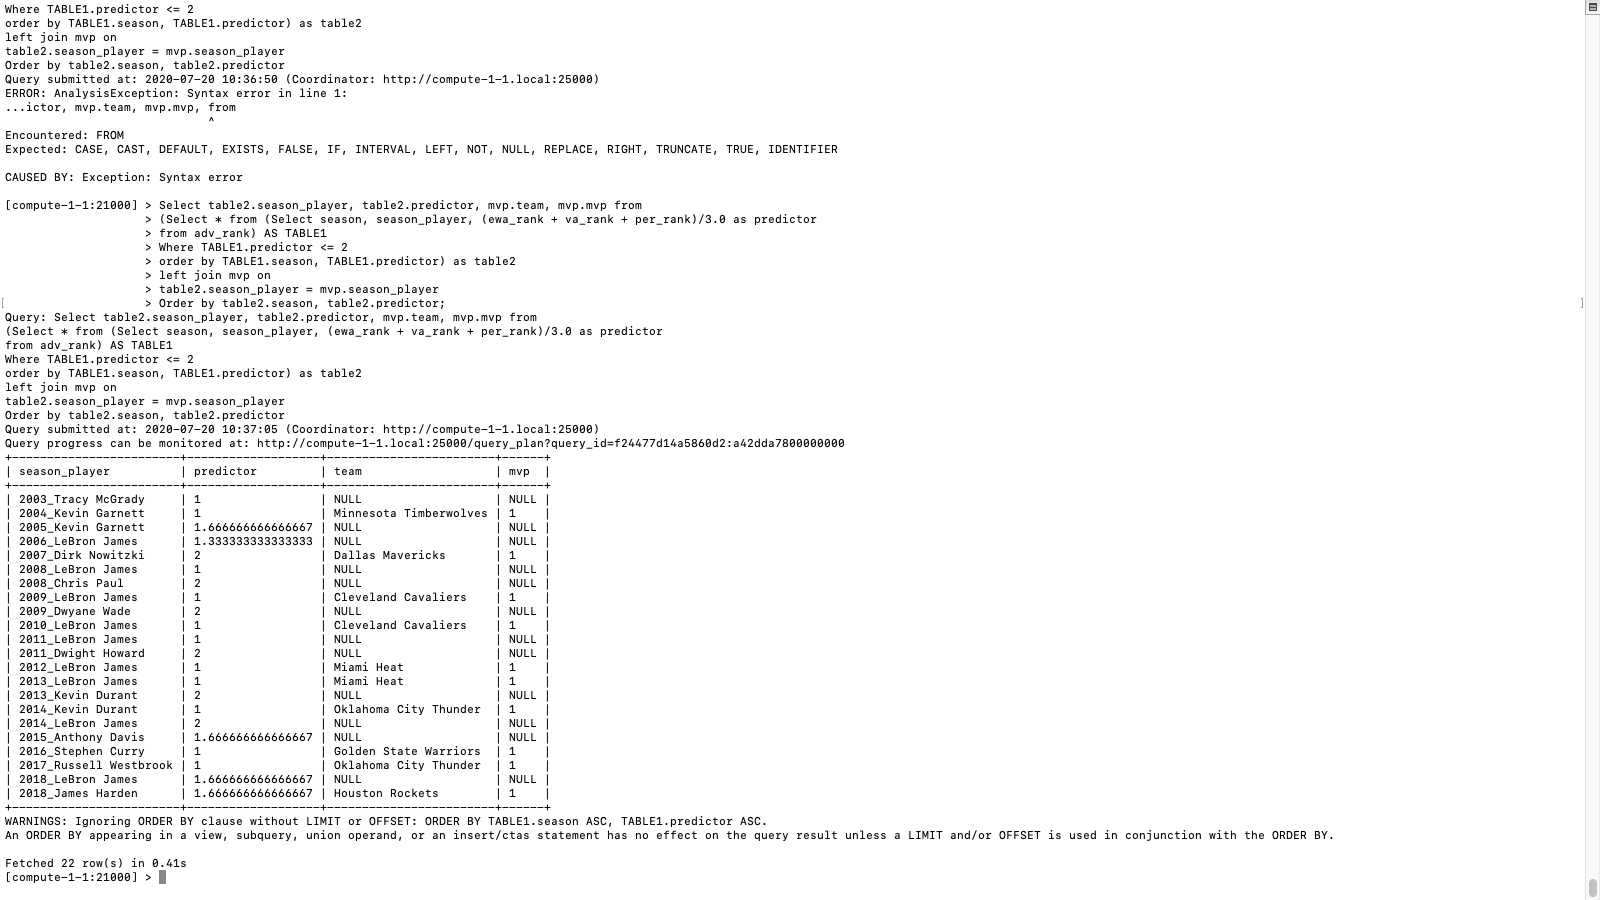 Where TABLE1.predictor <= 2
order by TABLE1.season, TABLE1.predictor) as table2
left join mvp on
table2.season_player = mvp.season_player
Order by table2.season, table2.predictor
Query submitted at: 2020-07-20 10:36:50 (Coordinator: http://compute-1-1.local:25000)
ERROR: AnalysisException: Syntax error in line 1:
...ictor, mvp.team, mvp.mvp, from
                             ^
Encountered: FROM
Expected: CASE, CAST, DEFAULT, EXISTS, FALSE, IF, INTERVAL, LEFT, NOT, NULL, REPLACE, RIGHT, TRUNCATE, TRUE, IDENTIFIER

CAUSED BY: Exception: Syntax error

[compute-1-1:21000] > Select table2.season_player, table2.predictor, mvp.team, mvp.mvp from
                    > (Select * from (Select season, season_player, (ewa_rank + va_rank + per_rank)/3.0 as predictor
                    > from adv_rank) AS TABLE1
                    > Where TABLE1.predictor <= 2
                    > order by TABLE1.season, TABLE1.predictor) as table2
                    > left join mvp on
                    > table2.season_player = mvp.season_player
[                   > Order by table2.season, table2.predictor; ]
Query: Select table2.season_player, table2.predictor, mvp.team, mvp.mvp from
(Select * from (Select season, season_player, (ewa_rank + va_rank + per_rank)/3.0 as predictor
from adv_rank) AS TABLE1
Where TABLE1.predictor <= 2
order by TABLE1.season, TABLE1.predictor) as table2
left join mvp on
table2.season_player = mvp.season_player
Order by table2.season, table2.predictor
Query submitted at: 2020-07-20 10:37:05 (Coordinator: http://compute-1-1.local:25000)
Query progress can be monitored at: http://compute-1-1.local:25000/query_plan?query_id=f24477d14a5860d2:a42dda7800000000
+------------------------+-------------------+------------------------+------+
| season_player          | predictor         | team                   | mvp  |
+------------------------+-------------------+------------------------+------+
| 2003_Tracy McGrady     | 1                 | NULL                   | NULL |
| 2004_Kevin Garnett     | 1                 | Minnesota Timberwolves | 1    |
| 2005_Kevin Garnett     | 1.666666666666667 | NULL                   | NULL |
| 2006_LeBron James      | 1.333333333333333 | NULL                   | NULL |
| 2007_Dirk Nowitzki     | 2                 | Dallas Mavericks       | 1    |
| 2008_LeBron James      | 1                 | NULL                   | NULL |
| 2008_Chris Paul        | 2                 | NULL                   | NULL |
| 2009_LeBron James      | 1                 | Cleveland Cavaliers    | 1    |
| 2009_Dwyane Wade       | 2                 | NULL                   | NULL |
| 2010_LeBron James      | 1                 | Cleveland Cavaliers    | 1    |
| 2011_LeBron James      | 1                 | NULL                   | NULL |
| 2011_Dwight Howard     | 2                 | NULL                   | NULL |
| 2012_LeBron James      | 1                 | Miami Heat             | 1    |
| 2013_LeBron James      | 1                 | Miami Heat             | 1    |
| 2013_Kevin Durant      | 2                 | NULL                   | NULL |
| 2014_Kevin Durant      | 1                 | Oklahoma City Thunder  | 1    |
| 2014_LeBron James      | 2                 | NULL                   | NULL |
| 2015_Anthony Davis     | 1.666666666666667 | NULL                   | NULL |
| 2016_Stephen Curry     | 1                 | Golden State Warriors  | 1    |
| 2017_Russell Westbrook | 1                 | Oklahoma City Thunder  | 1    |
| 2018_LeBron James      | 1.666666666666667 | NULL                   | NULL |
| 2018_James Harden      | 1.666666666666667 | Houston Rockets        | 1    |
+------------------------+-------------------+------------------------+------+
WARNINGS: Ignoring ORDER BY clause without LIMIT or OFFSET: ORDER BY TABLE1.season ASC, TABLE1.predictor ASC.
An ORDER BY appearing in a view, subquery, union operand, or an insert/ctas statement has no effect on the query result unless a LIMIT and/or OFFSET is used in conjunction with the ORDER BY.

Fetched 22 row(s) in 0.41s
[compute-1-1:21000] >